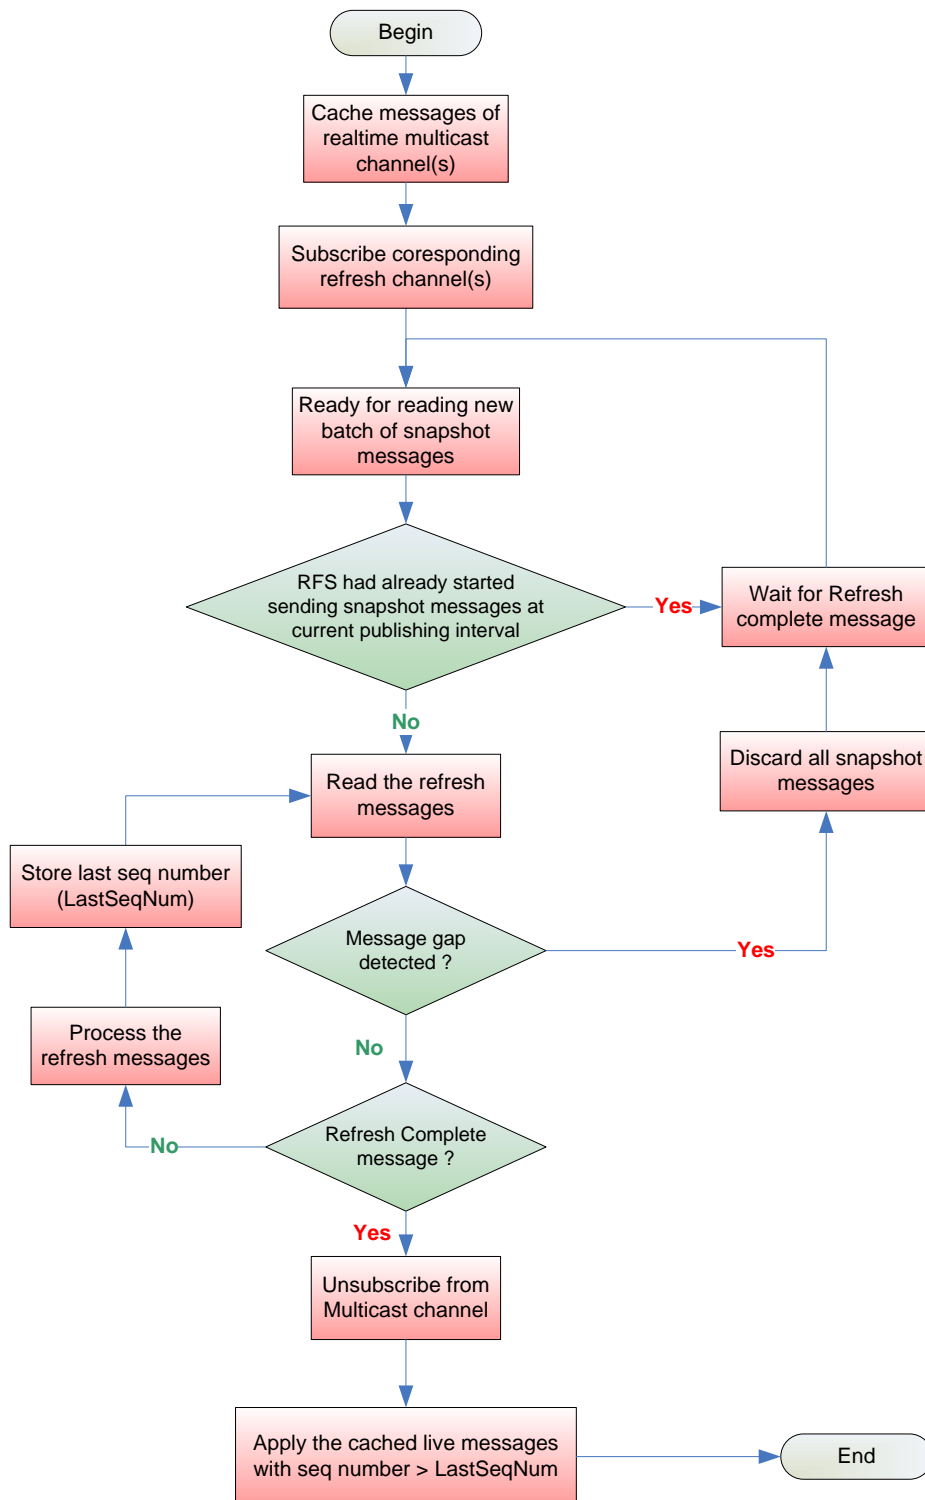 Begin
Cache messages of
realtime multicast
channel(s)
Subscribe coresponding
refresh channel(s)
Ready for reading new
batch of snapshot
messages
RFS had already started
sending snapshot messages at
current publishing interval
Yes
Wait for Refresh
complete message
No
Read the refresh
messages
Discard all snapshot
messages
Store last seq number
(LastSeqNum)
Message gap
detected ?
Yes
Process the
refresh messages
No
Refresh Complete
message ?
No
Yes
Unsubscribe from
Multicast channel
Apply the cached live messages
with seq number > LastSeqNum
End